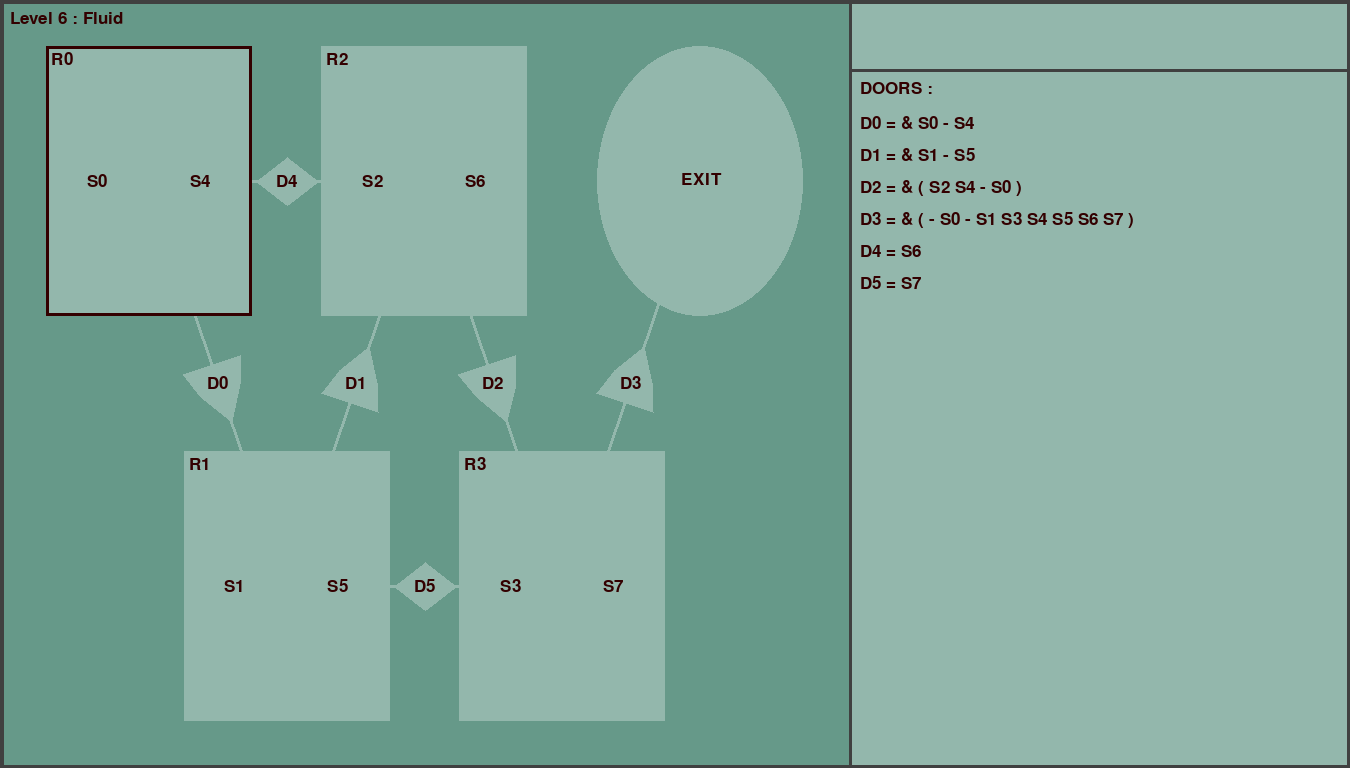 Level 6 : Fluid
R0
R2
S0
S4
D4
S2
S6
EXIT
D0
D1
D2
D3
R1
R3
S1
S5
D5
S3
S7
DOORS :
D0 = & S0 - S4
D1 = & S1 - S5
D2 = & ( S2 S4 - S0 )
D3 = & ( - S0 - S1 S3 S4 S5 S6 S7 )
D4 = S6
D5 = S7